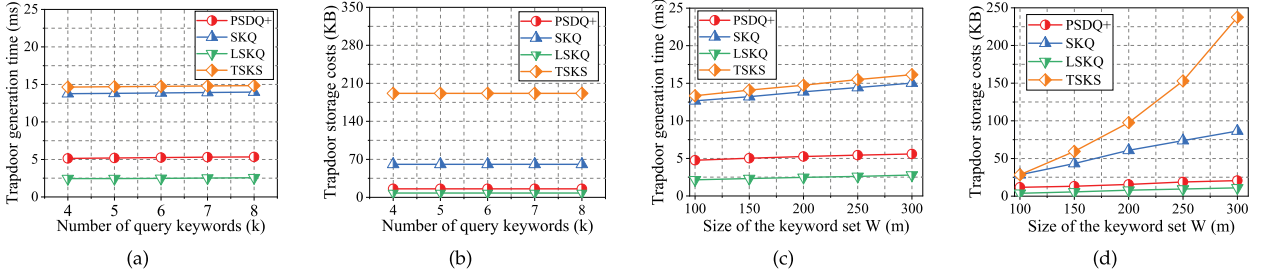 Trapdoor generation time (ms)
25
20
15
10
5
0
PSDQ+
SKQ
LSKQ
TSKS
4 5 6 7 8
Number of query keywords (k)
(a)
Trapdoor storage costs (KB)
350
280
210
140
70
0
PSDQ+
SKQ
LSKQ
TSKS
4 5 6 7 8
Number of query keywords (k)
(b)
Trapdoor generation time (ms)
25
20
15
10
5
0
PSDQ+
SKQ
LSKQ
TSKS
100 150 200 250 300
Size of the keyword set W (m)
(c)
Trapdoor storage costs (KB)
250
200
150
100
50
0
PSDQ+
SKQ
LSKQ
TSKS
100 150 200 250 300
Size of the keyword set W (m)
(d)